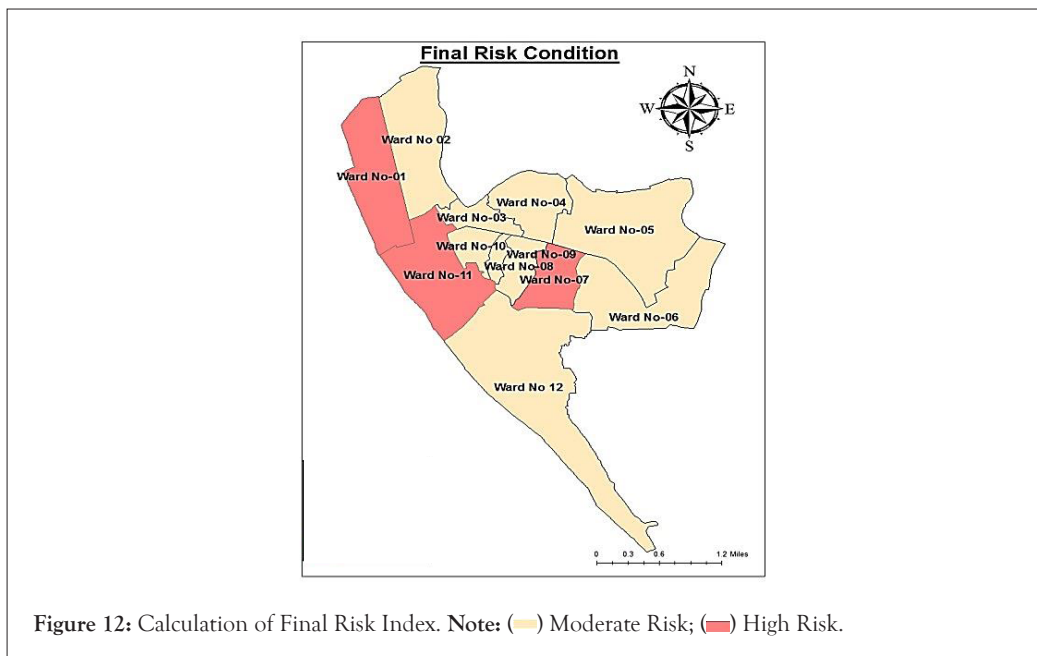 Final Risk Condition
N
W E
S
Ward No 02
Ward No-01
Ward No-04
Ward No-03
Ward No-05
Ward No-10
Ward No-09
Ward No-08
Ward No-11
Ward No-07
Ward No-06
Ward No 12
0 0.3 0.6 1.2 Miles
Figure 12: Calculation of Final Risk Index. Note: ( ) Moderate Risk; ( ) High Risk.